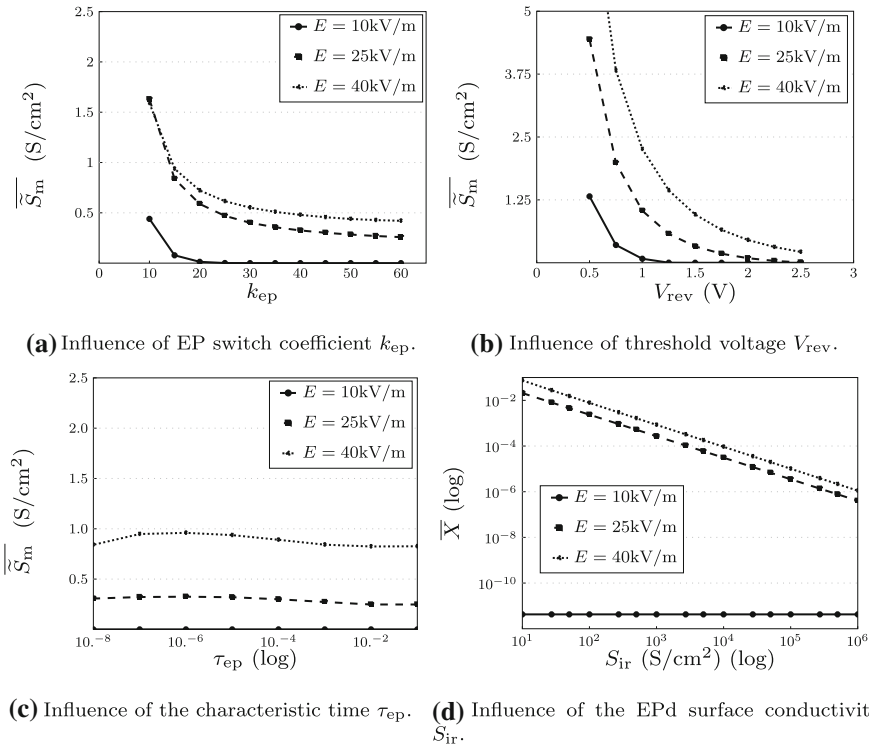 2.5
2
1.5
1
0.5
0 10 20 30 40 50 60
S̃m (S/cm²)
kep
E = 10kV/m
E = 25kV/m
E = 40kV/m
(a) Influence of EP switch coefficient kep.
5
3.75
2.5
1.25
0 0.5 1 1.5 2 2.5 3
S̃m (S/cm²)
Vrev (V)
E = 10kV/m
E = 25kV/m
E = 40kV/m
(b) Influence of threshold voltage Vrev.
2.5
2.0
1.5
1.0
0.5
10.⁻⁸ 10.⁻⁶ 10.⁻⁴ 10.⁻²
S̃m (S/cm²)
τep (log)
E = 10kV/m
E = 25kV/m
E = 40kV/m
(c) Influence of the characteristic time τep.
10⁻²
10⁻⁴
10⁻⁶
10⁻⁸
10⁻¹⁰
10¹ 10² 10³ 10⁴ 10⁵ 10⁶
X̄ (log)
Sir (S/cm²) (log)
E = 10kV/m
E = 25kV/m
E = 40kV/m
(d) Influence of the EPd surface conductivit
Sir.